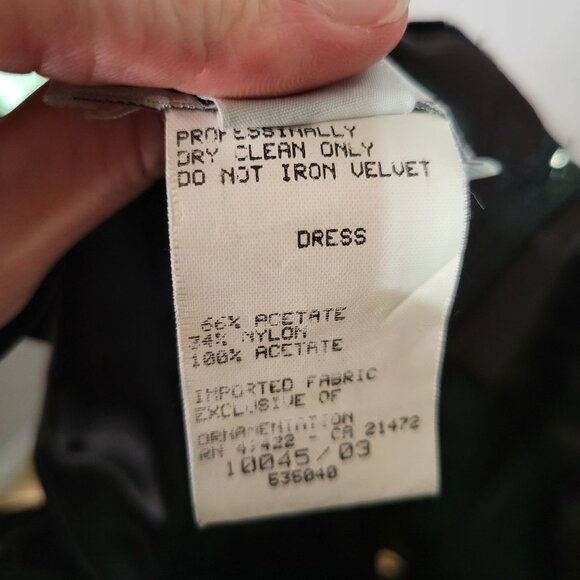 PROFESSIONALLY
DRY CLEAN ONLY
DO NOT IRON VELVET
DRESS
66% ACETATE
34% NYLON
100% ACETATE
IMPORTED FABRIC
EXCLUSIVE OF
ORNAMENTATION
RN 47422 - CA 21472
10045/03
636040